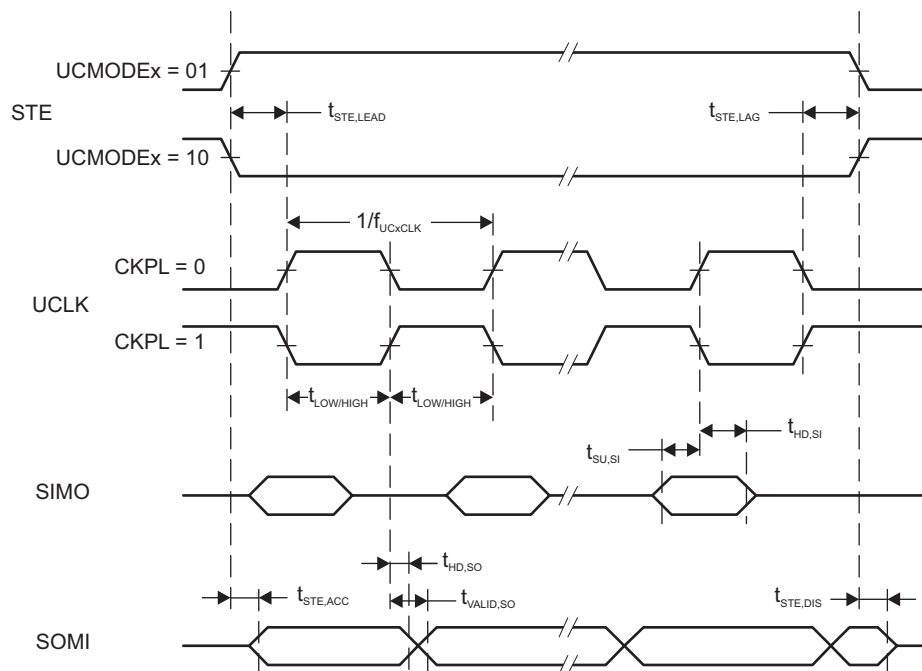 UCMODEx = 01
STE
t_STE,LEAD
t_STE,LAG
UCMODEx = 10
1/f_UCxCLK
CKPL = 0
UCLK
CKPL = 1
t_LOW/HIGH
t_LOW/HIGH
t_SU,SI
t_HD,SI
SIMO
t_HD,SO
t_STE,ACC
t_VALID,SO
t_STE,DIS
SOMI